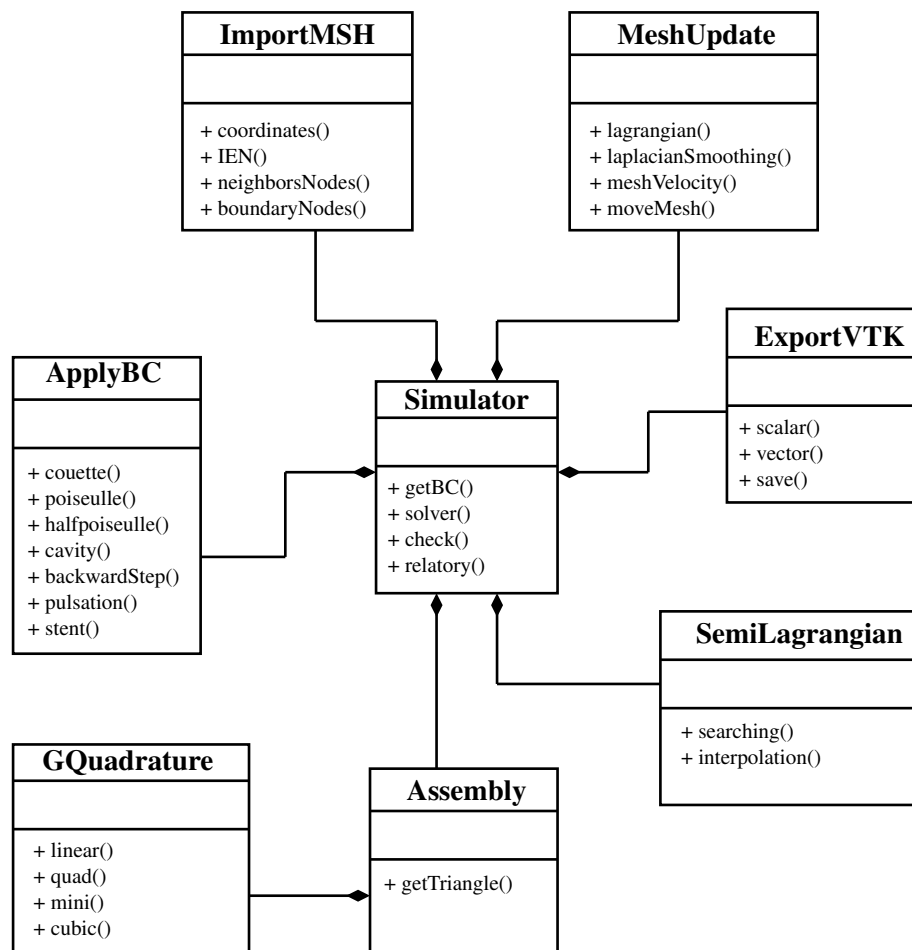 ImportMSH
+ coordinates()
+ IEN()
+ neighborsNodes()
+ boundaryNodes()
MeshUpdate
+ lagrangian()
+ laplacianSmoothing()
+ meshVelocity()
+ moveMesh()
ApplyBC
+ couette()
+ poiseulle()
+ halfpoiseulle()
+ cavity()
+ backwardStep()
+ pulsation()
+ stent()
Simulator
+ getBC()
+ solver()
+ check()
+ relatory()
ExportVTK
+ scalar()
+ vector()
+ save()
SemiLagrangian
+ searching()
+ interpolation()
GQuadrature
+ linear()
+ quad()
+ mini()
+ cubic()
Assembly
+ getTriangle()